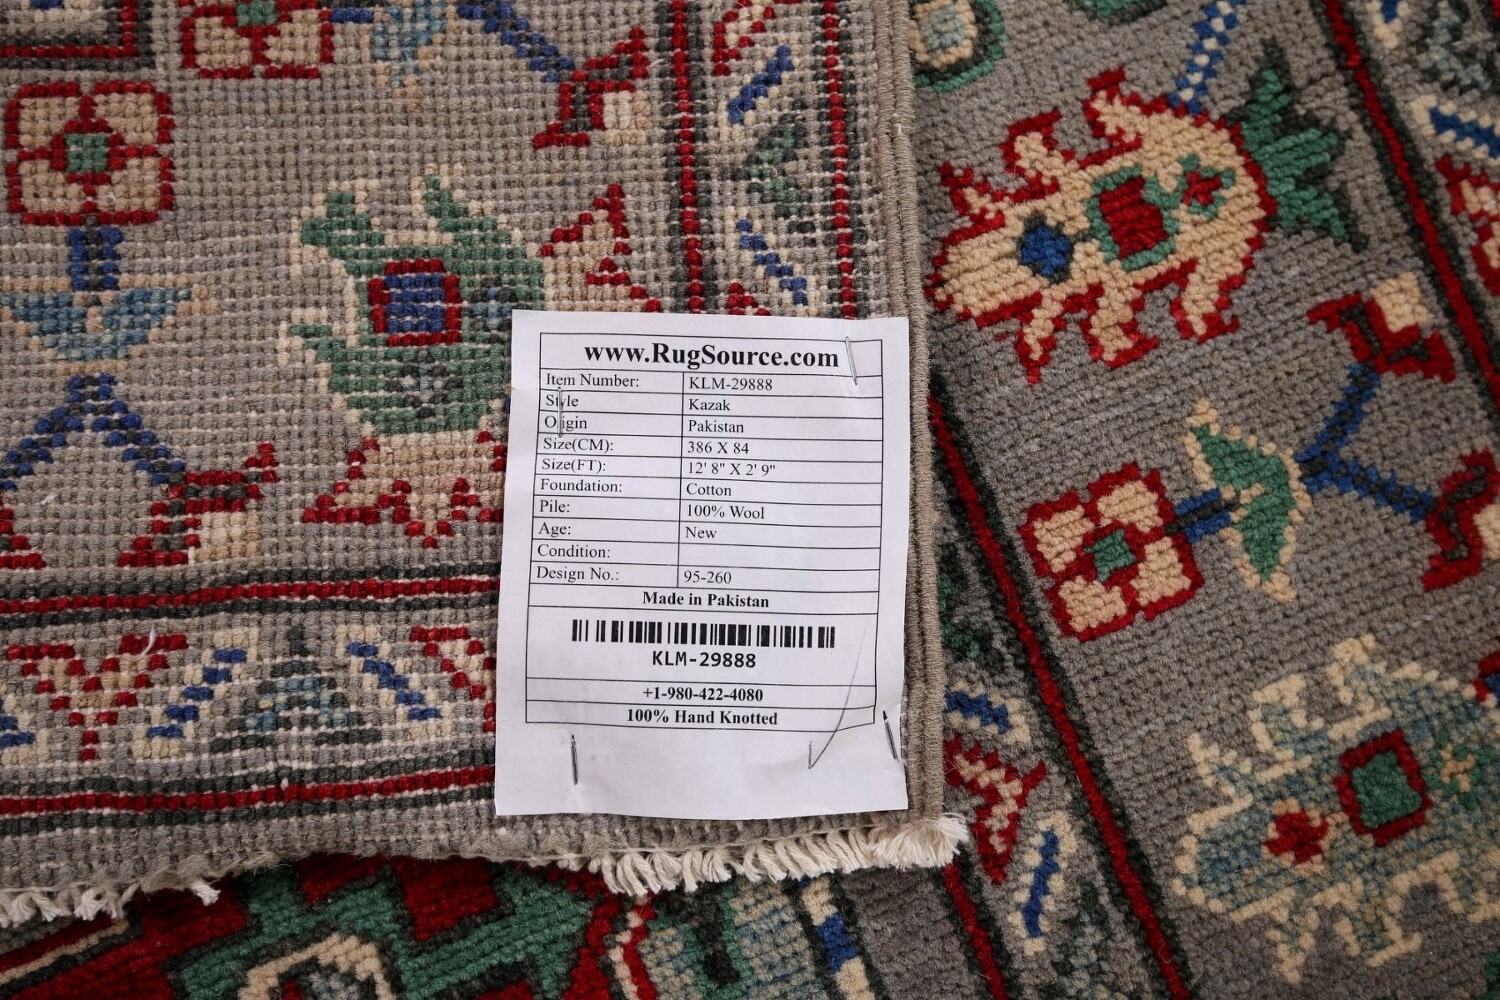 www.RugSource.com
Item Number: KLM-29888
Style Kazak
Origin Pakistan
Size(CM): 386 X 84
Size(FT): 12' 8" X 2' 9"
Foundation: Cotton
Pile: 100% Wool
Age: New
Condition:
Design No.: 95-260
Made in Pakistan
KLM-29888
+1-980-422-4080
100% Hand Knotted